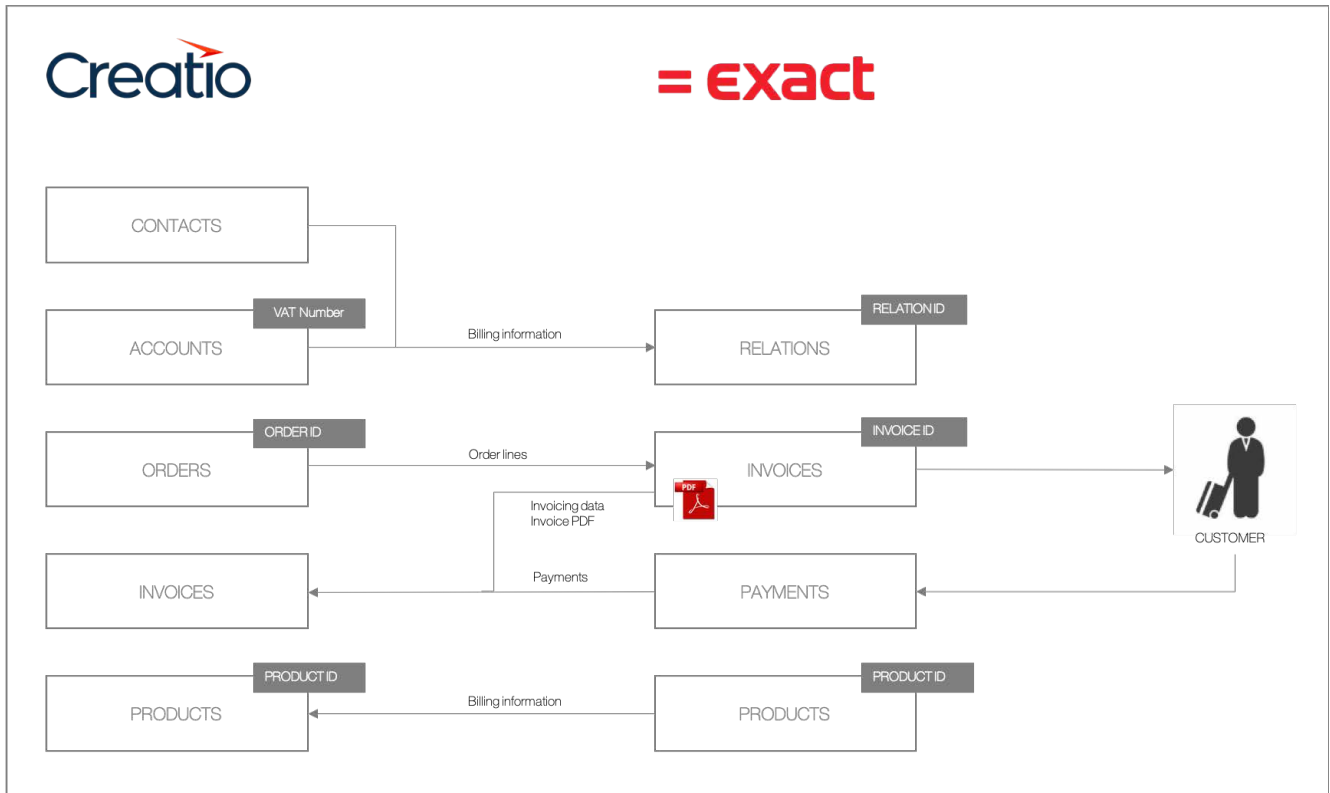 Creatio
= exact
CONTACTS
VAT Number
ACCOUNTS
Billing information
RELATION ID
RELATIONS
ORDER ID
ORDERS
Order lines
INVOICE ID
INVOICES
PDF
Invoicing data
Invoice PDF
CUSTOMER
INVOICES
Payments
PAYMENTS
PRODUCT ID
PRODUCTS
Billing information
PRODUCT ID
PRODUCTS